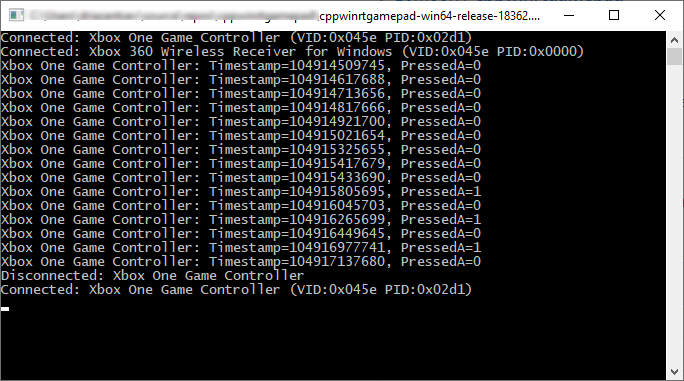 cppwinrtgamepad-win64-release-18362....
Connected: Xbox One Game Controller (VID:0x045e PID:0x02d1)
Connected: Xbox 360 Wireless Receiver for Windows (VID:0x045e PID:0x0000)
Xbox One Game Controller: Timestamp=104914509745, PressedA=0
Xbox One Game Controller: Timestamp=104914617688, PressedA=0
Xbox One Game Controller: Timestamp=104914713656, PressedA=0
Xbox One Game Controller: Timestamp=104914817666, PressedA=0
Xbox One Game Controller: Timestamp=104914921700, PressedA=0
Xbox One Game Controller: Timestamp=104915021654, PressedA=0
Xbox One Game Controller: Timestamp=104915325655, PressedA=0
Xbox One Game Controller: Timestamp=104915417679, PressedA=0
Xbox One Game Controller: Timestamp=104915433690, PressedA=0
Xbox One Game Controller: Timestamp=104915805695, PressedA=1
Xbox One Game Controller: Timestamp=104916045703, PressedA=0
Xbox One Game Controller: Timestamp=104916265699, PressedA=1
Xbox One Game Controller: Timestamp=104916449645, PressedA=0
Xbox One Game Controller: Timestamp=104916977741, PressedA=1
Xbox One Game Controller: Timestamp=104917137680, PressedA=0
Disconnected: Xbox One Game Controller
Connected: Xbox One Game Controller (VID:0x045e PID:0x02d1)